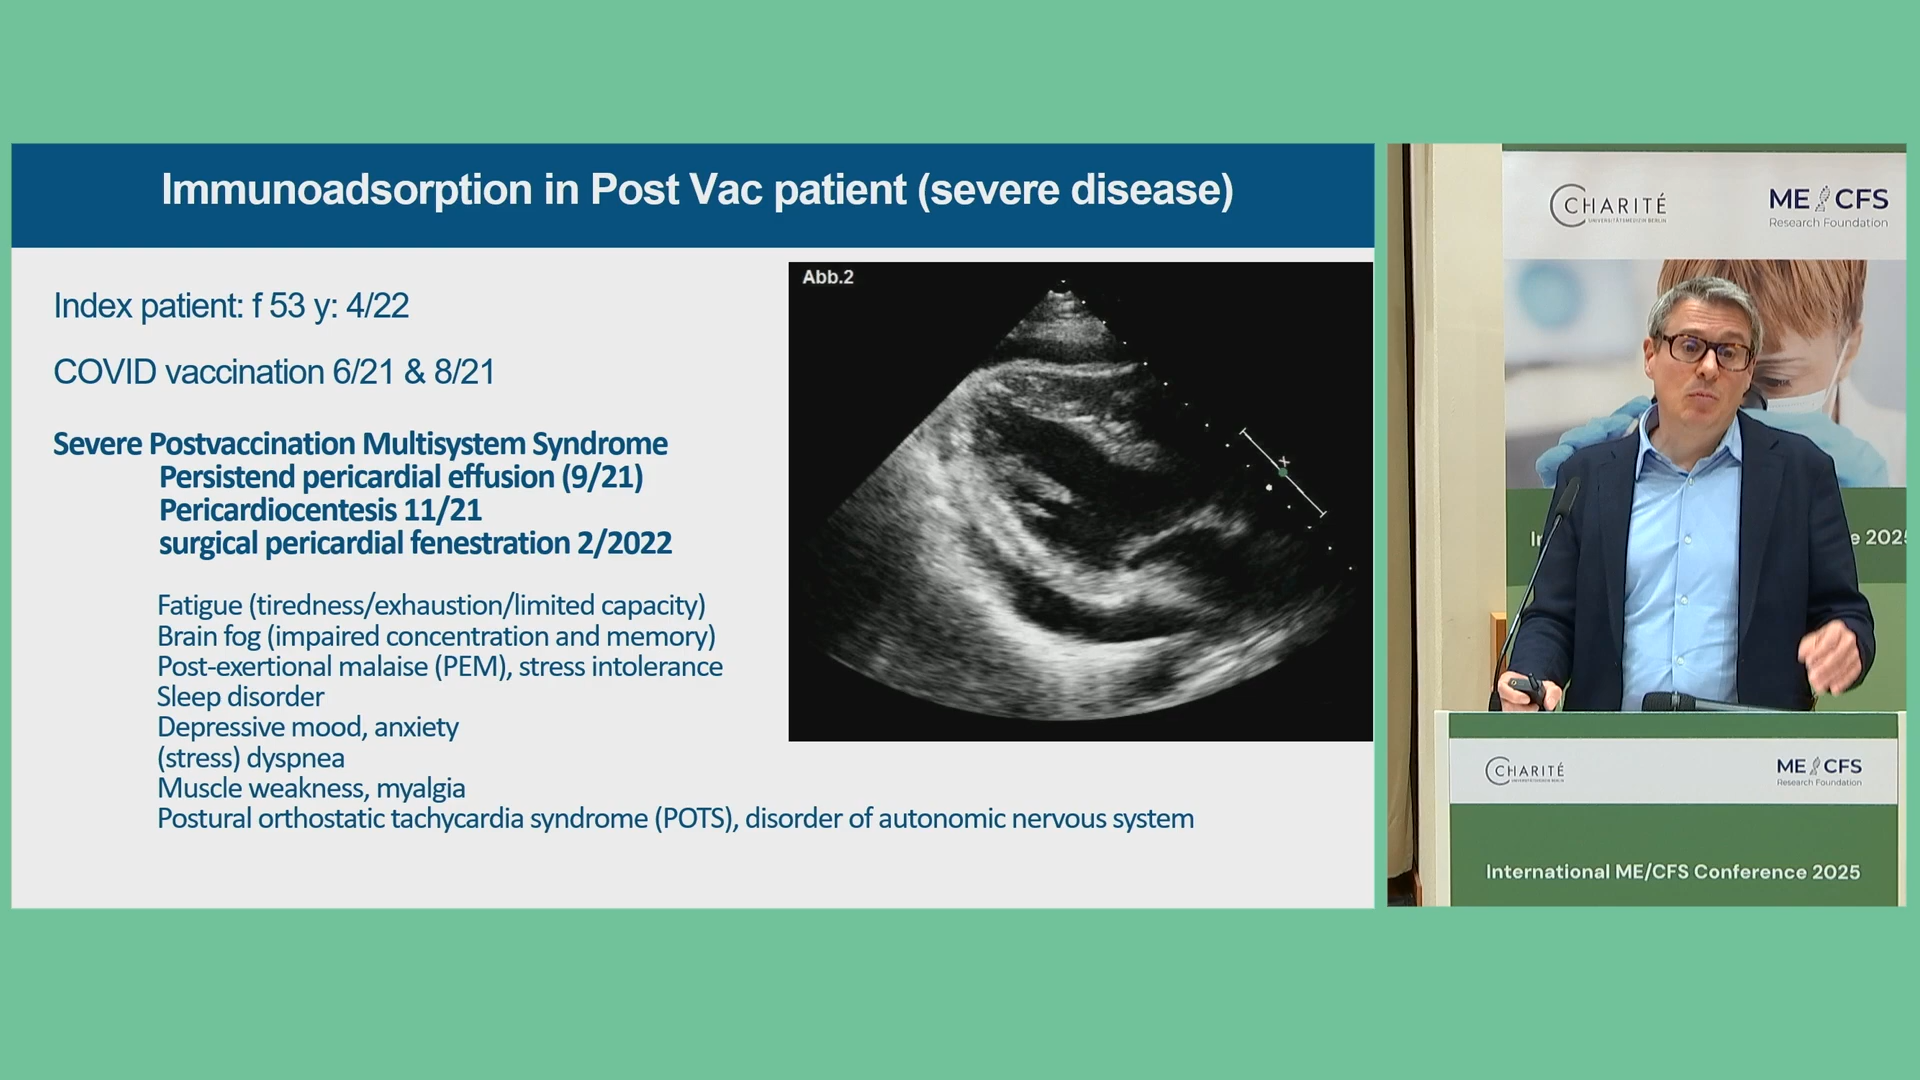 Immunoadsorption in Post Vac patient (severe disease)
Index patient: f 53 y: 4/22
COVID vaccination 6/21 & 8/21
Severe Postvaccination Multisystem Syndrome
Persistend pericardial effusion (9/21)
Pericardiocentesis 11/21
surgical pericardial fenestration 2/2022
Fatigue (tiredness/exhaustion/limited capacity)
Brain fog (impaired concentration and memory)
Post-exertional malaise (PEM), stress intolerance
Sleep disorder
Depressive mood, anxiety
(stress) dyspnea
Muscle weakness, myalgia
Postural orthostatic tachycardia syndrome (POTS), disorder of autonomic nervous system
Abb.2
CHARITÉ
UNIVERSITÄTSMEDIZIN BERLIN
ME CFS
Research Foundation
In
e 2025
CHARITÉ
ME CFS
Research Foundation
International ME/CFS Conference 2025